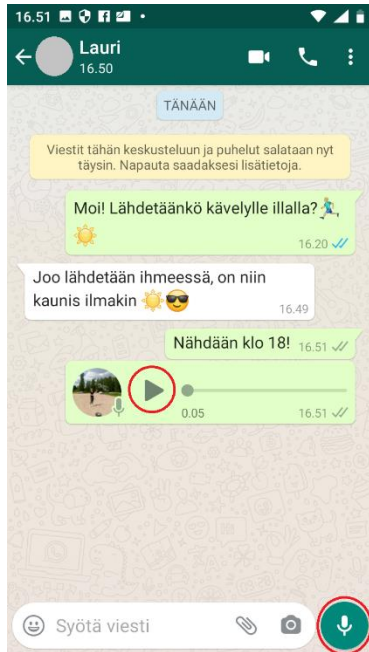 16.51
Lauri
16.50
TÄNÄÄN
Viestit tähän keskusteluun ja puhelut salataan nyt
täysin. Napauta saadaksesi lisätietoja.
Moi! Lähdetäänkö kävelylle illalla?
16.20
Joo lähdetään ihmeessä, on niin
kaunis ilmakin
16.49
Nähdään klo 18! 16.51
0.05 16.51
Syötä viesti